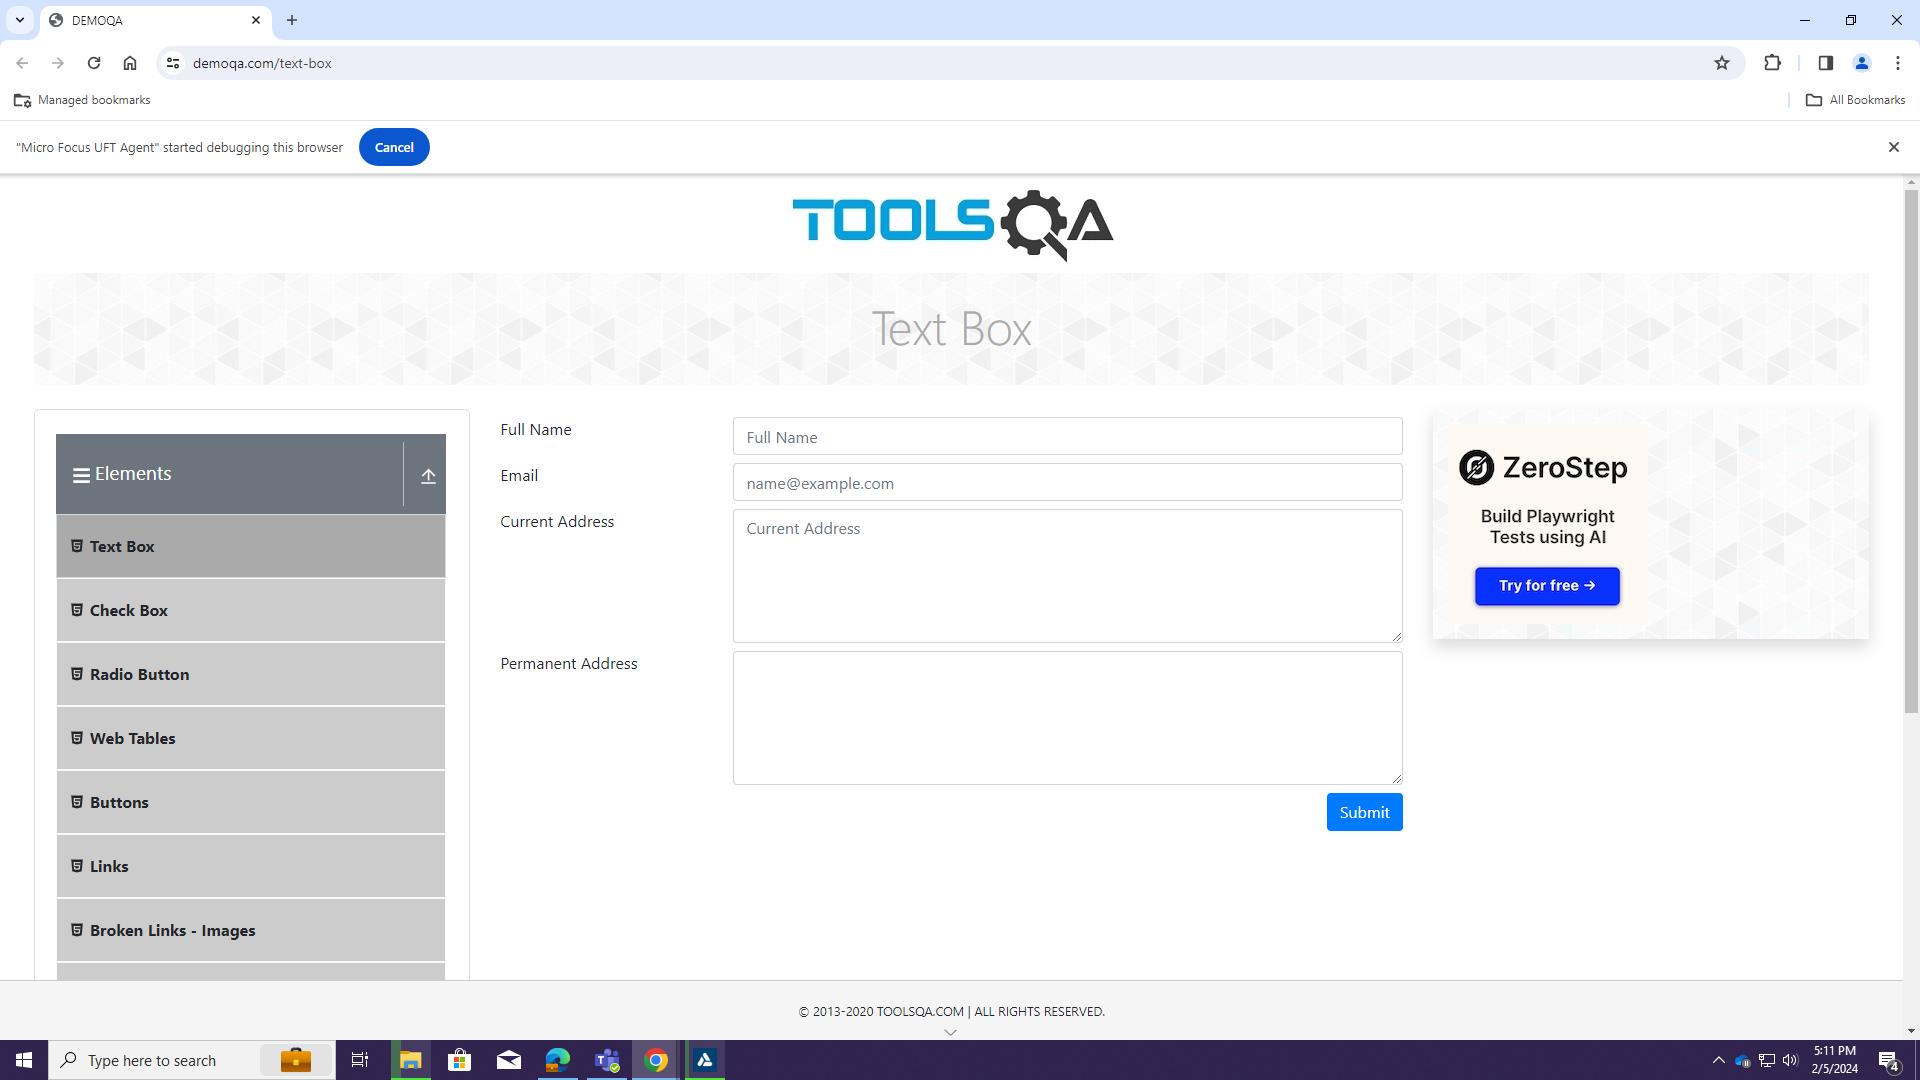 DEMOQA
demoqa.com/text-box
Managed bookmarks
All Bookmarks
"Micro Focus UFT Agent" started debugging this browser
Cancel
TOOLSQA
Text Box
Elements
Text Box
Check Box
Radio Button
Web Tables
Buttons
Links
Broken Links - Images
Full Name
Full Name
Email
name@example.com
Current Address
Current Address
Permanent Address
Submit
ZeroStep
Build Playwright
Tests using AI
Try for free →
© 2013-2020 TOOLSQA.COM | ALL RIGHTS RESERVED.
Type here to search
5:11 PM
2/5/2024
4